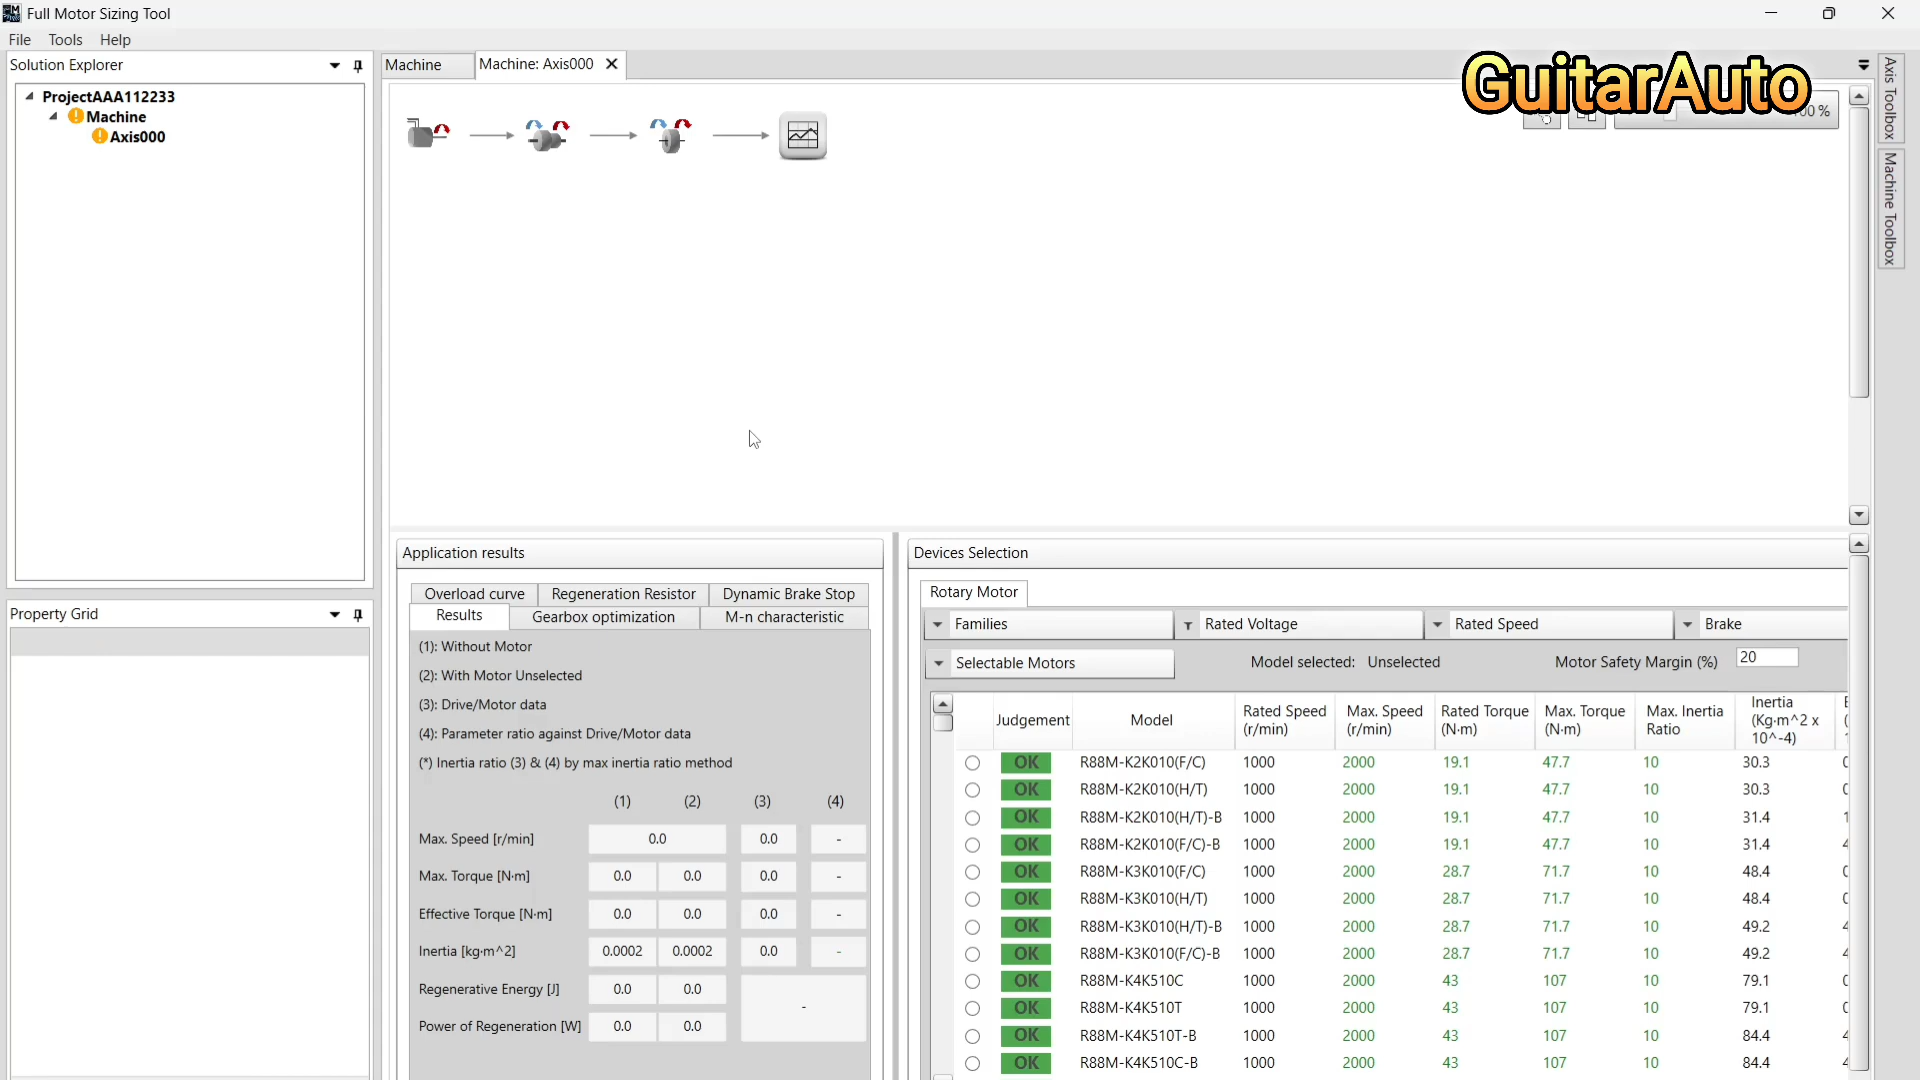 Full Motor Sizing Tool
File Tools Help
Solution Explorer
ProjectAAA112233
Machine
Axis000
Property Grid
Machine
Machine: Axis000
GuitarAuto
00 %
Axis Toolbox
Machine Toolbox
Application results
Overload curve Regeneration Resistor Dynamic Brake Stop
Results Gearbox optimization M-n characteristic
(1): Without Motor
(2): With Motor Unselected
(3): Drive/Motor data
(4): Parameter ratio against Drive/Motor data
(*) Inertia ratio (3) & (4) by max inertia ratio method
(1) (2) (3) (4)
Max. Speed [r/min] 0.0 0.0 -
Max. Torque [N·m] 0.0 0.0 0.0 -
Effective Torque [N·m] 0.0 0.0 0.0 -
Inertia [kg·m^2] 0.0002 0.0002 0.0 -
Regenerative Energy [J] 0.0 0.0 -
Power of Regeneration [W] 0.0 0.0
Devices Selection
Rotary Motor
Families Rated Voltage Rated Speed Brake
Selectable Motors Model selected: Unselected Motor Safety Margin (%) 20
Judgement Model Rated Speed (r/min) Max. Speed (r/min) Rated Torque (N·m) Max. Torque (N·m) Max. Inertia Ratio Inertia (Kg·m^2 x 10^-4)
OK R88M-K2K010(F/C) 1000 2000 19.1 47.7 10 30.3
OK R88M-K2K010(H/T) 1000 2000 19.1 47.7 10 30.3
OK R88M-K2K010(H/T)-B 1000 2000 19.1 47.7 10 31.4
OK R88M-K2K010(F/C)-B 1000 2000 19.1 47.7 10 31.4
OK R88M-K3K010(F/C) 1000 2000 28.7 71.7 10 48.4
OK R88M-K3K010(H/T) 1000 2000 28.7 71.7 10 48.4
OK R88M-K3K010(H/T)-B 1000 2000 28.7 71.7 10 49.2
OK R88M-K3K010(F/C)-B 1000 2000 28.7 71.7 10 49.2
OK R88M-K4K510C 1000 2000 43 107 10 79.1
OK R88M-K4K510T 1000 2000 43 107 10 79.1
OK R88M-K4K510T-B 1000 2000 43 107 10 84.4
OK R88M-K4K510C-B 1000 2000 43 107 10 84.4